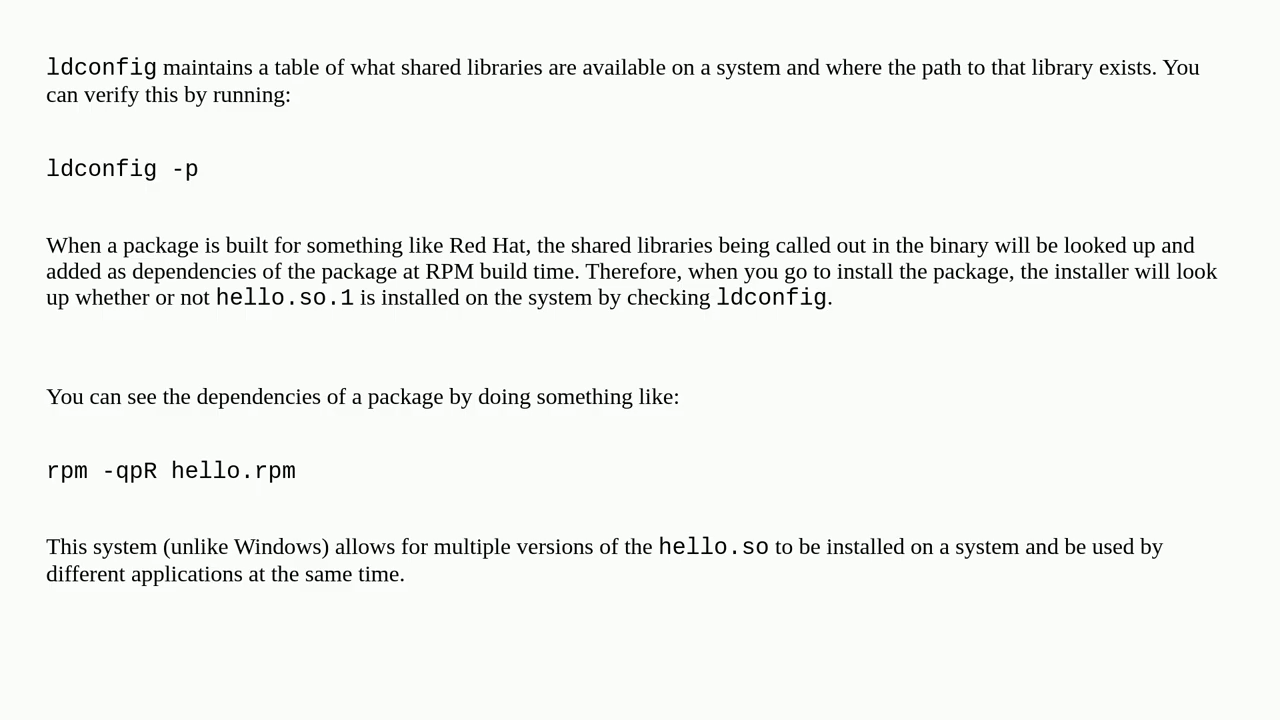 ldconfig maintains a table of what shared libraries are available on a system and where the path to that library exists. You
can verify this by running:
ldconfig -p
When a package is built for something like Red Hat, the shared libraries being called out in the binary will be looked up and
added as dependencies of the package at RPM build time. Therefore, when you go to install the package, the installer will look
up whether or not hello.so.1 is installed on the system by checking ldconfig.
You can see the dependencies of a package by doing something like:
rpm -qpR hello.rpm
This system (unlike Windows) allows for multiple versions of the hello.so to be installed on a system and be used by
different applications at the same time.